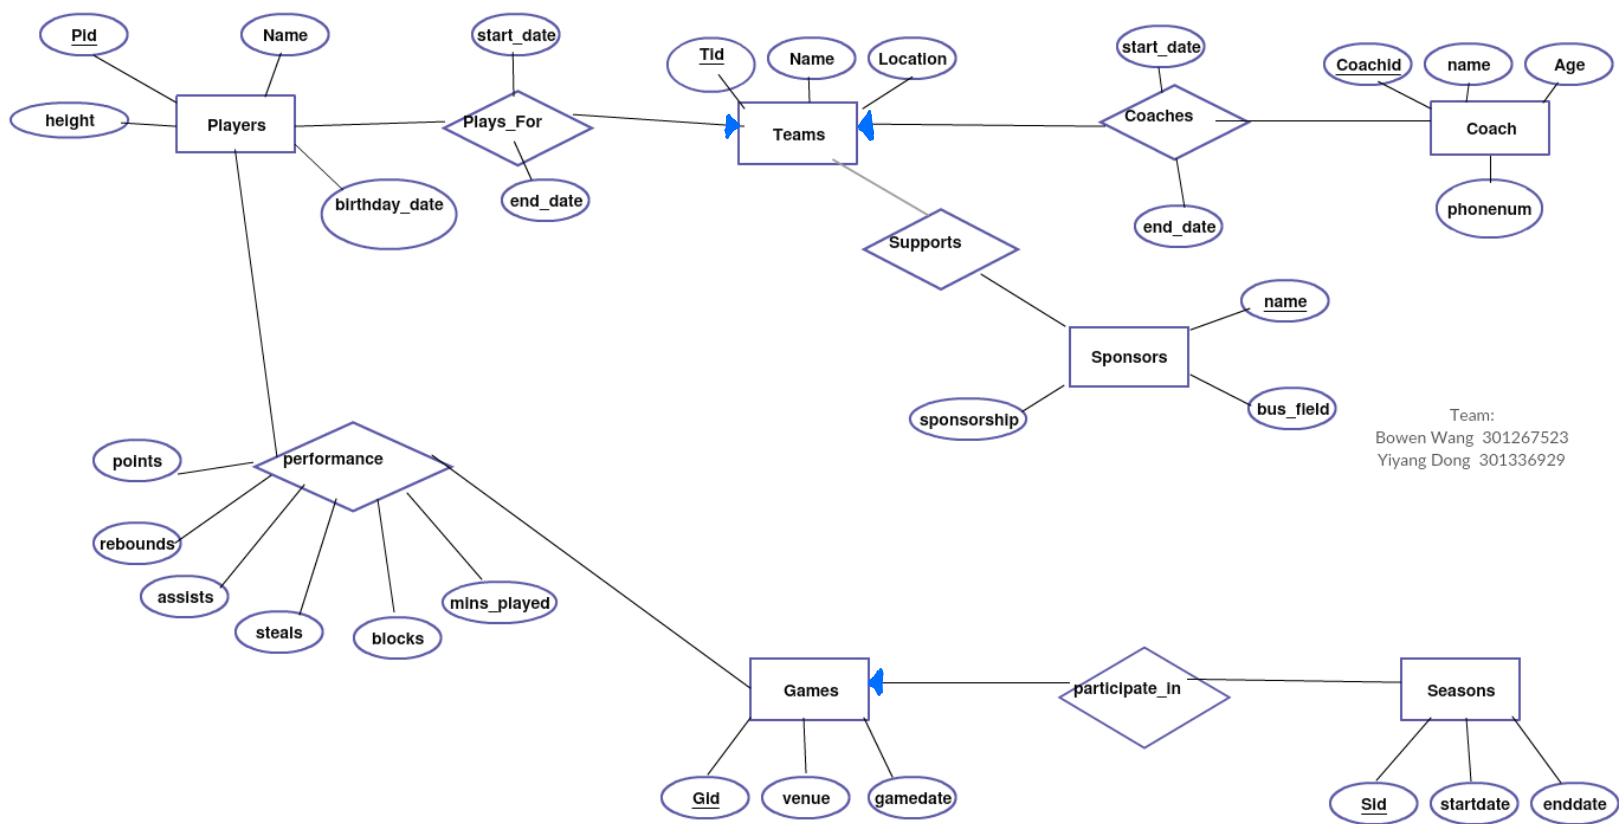 Pid
Name
start_date
Tid
Name
Location
start_date
Coachid
name
Age
height
Players
Plays_For
Teams
Coaches
Coach
birthday_date
end_date
end_date
phonenum
Supports
name
Sponsors
sponsorship
bus_field
Team:
Bowen Wang 301267523
Yiyang Dong 301336929
points
performance
rebounds
assists
steals
blocks
mins_played
Games
participate_in
Seasons
Gid
venue
gamedate
Sid
startdate
enddate